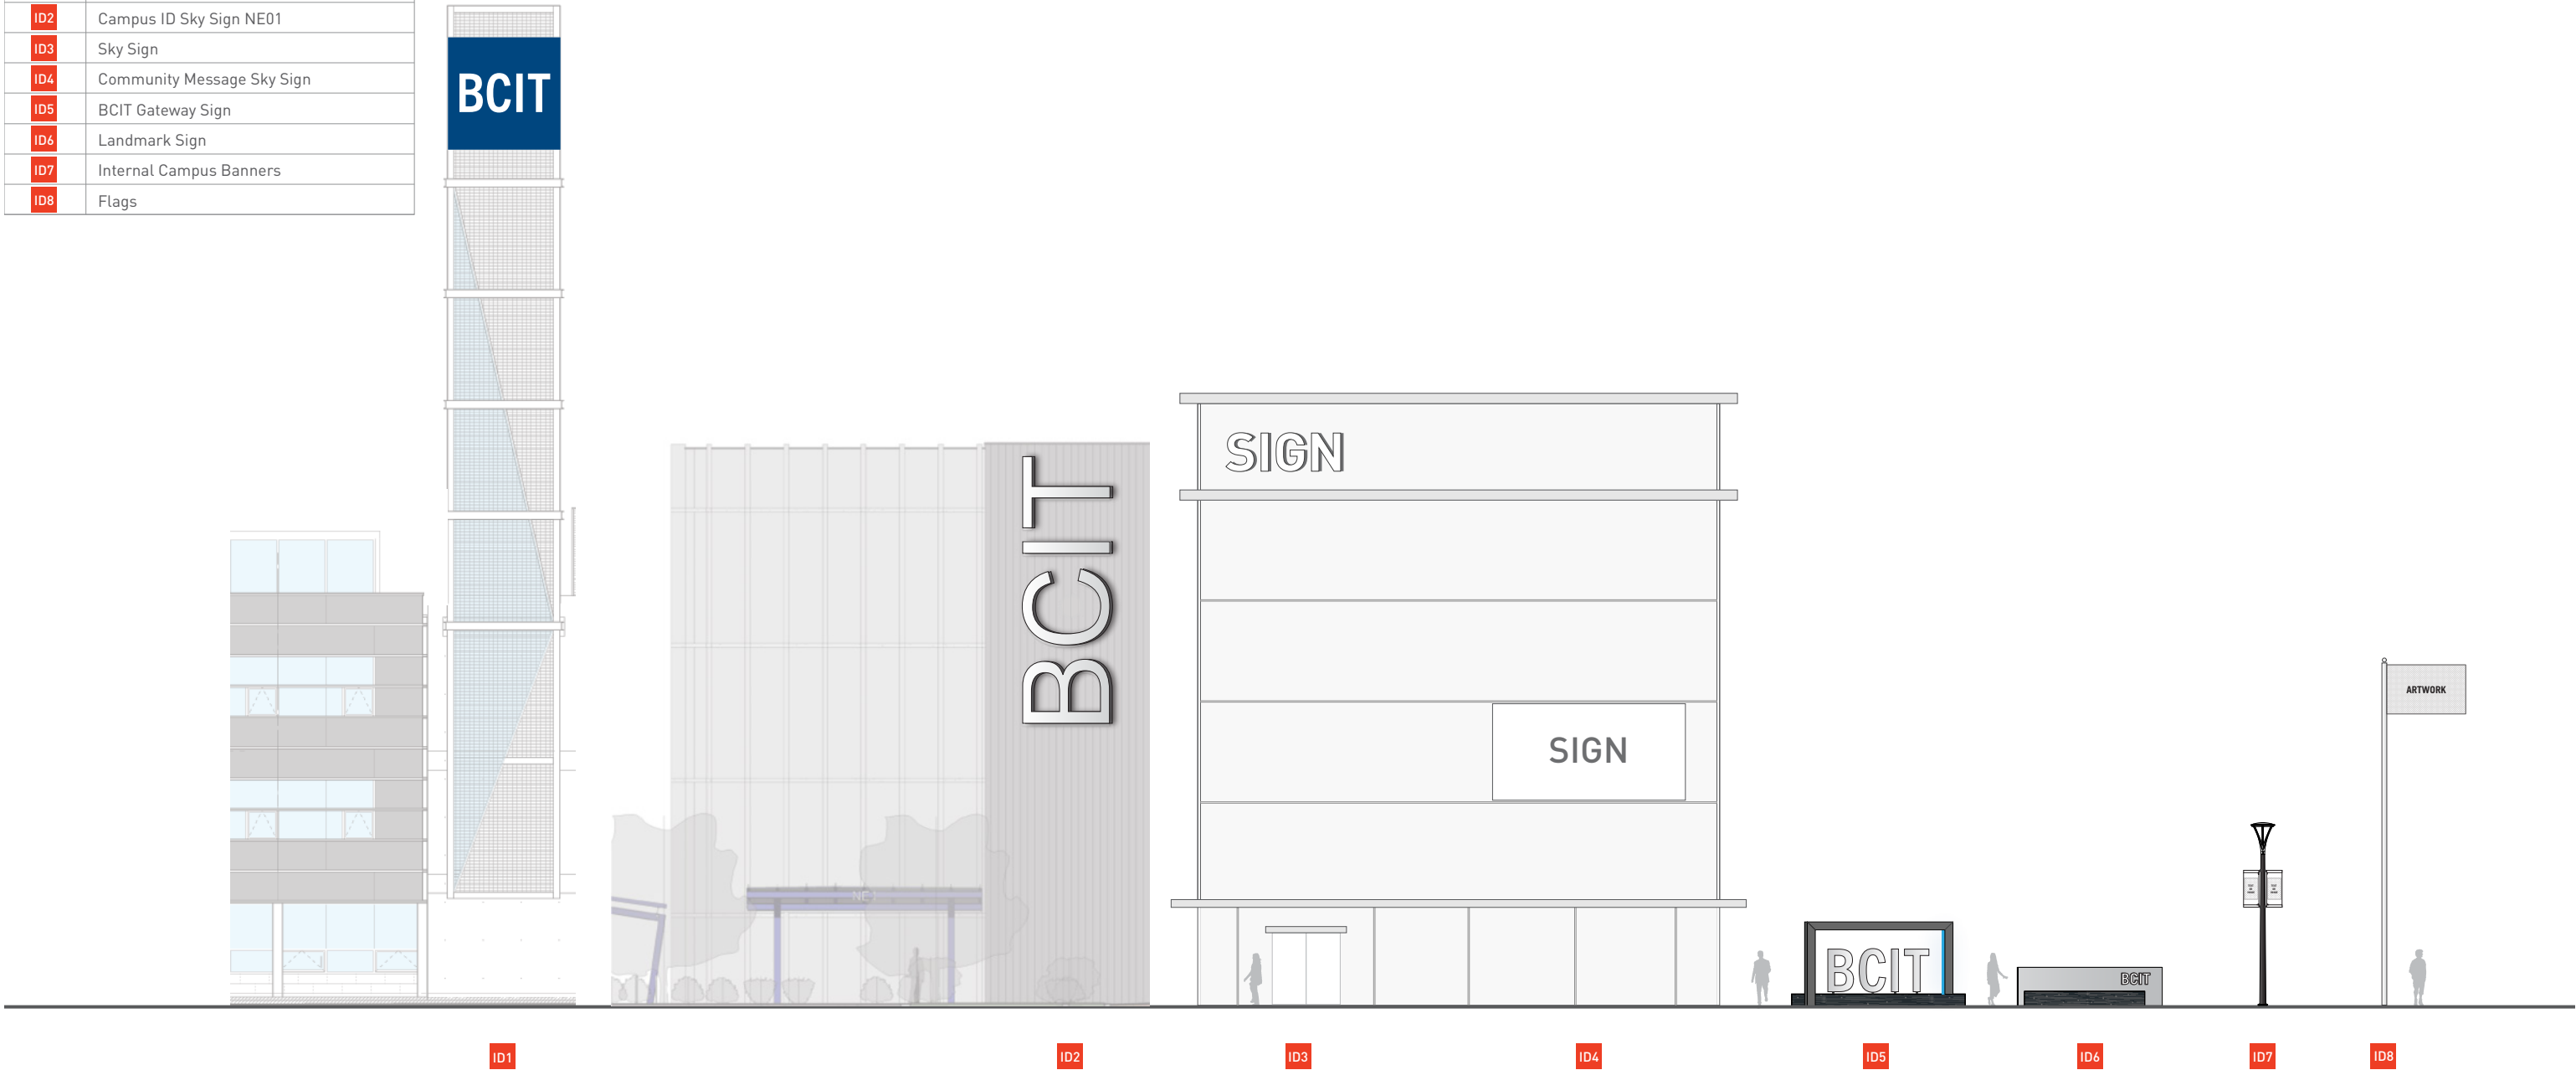 ID2 Campus ID Sky Sign NE01
ID3 Sky Sign
ID4 Community Message Sky Sign
ID5 BCIT Gateway Sign
ID6 Landmark Sign
ID7 Internal Campus Banners
ID8 Flags
BCIT
BCIT
NE
SIGN
SIGN
BCIT
BCIT
ARTWORK
ID1 ID2 ID3 ID4 ID5 ID6 ID7 ID8